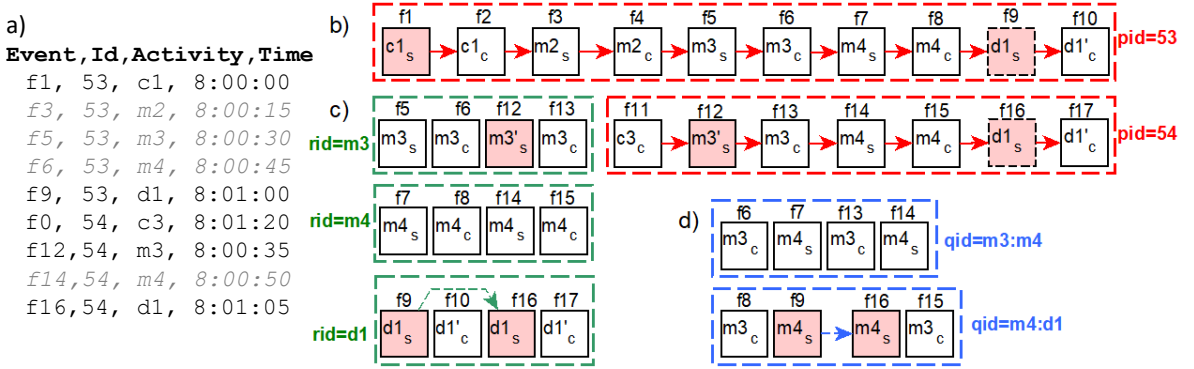 a)
Event,Id,Activity,Time
f1, 53, c1, 8:00:00
f3, 53, m2, 8:00:15
f5, 53, m3, 8:00:30
f6, 53, m4, 8:00:45
f9, 53, d1, 8:01:00
f0, 54, c3, 8:01:20
f12,54, m3, 8:00:35
f14,54, m4, 8:00:50
f16,54, d1, 8:01:05
b)
f1 f2 f3 f4 f5 f6 f7 f8 f9 f10
c1s c1c m2s m2c m3s m3c m4s m4c d1s d1'c
pid=53
c)
f5 f6 f12 f13
rid=m3
m3s m3c m3's m3c
f11 f12 f13 f14 f15 f16 f17
c3c m3's m3c m4s m4c d1s d1'c
pid=54
f7 f8 f14 f15
rid=m4
m4s m4c m4s m4c
f9 f10 f16 f17
rid=d1
d1s d1'c d1s d1'c
d)
f6 f7 f13 f14
m3c m4s m3c m4s
qid=m3:m4
f8 f9 f16 f15
m3c m4s m4s m3c
qid=m4:d1